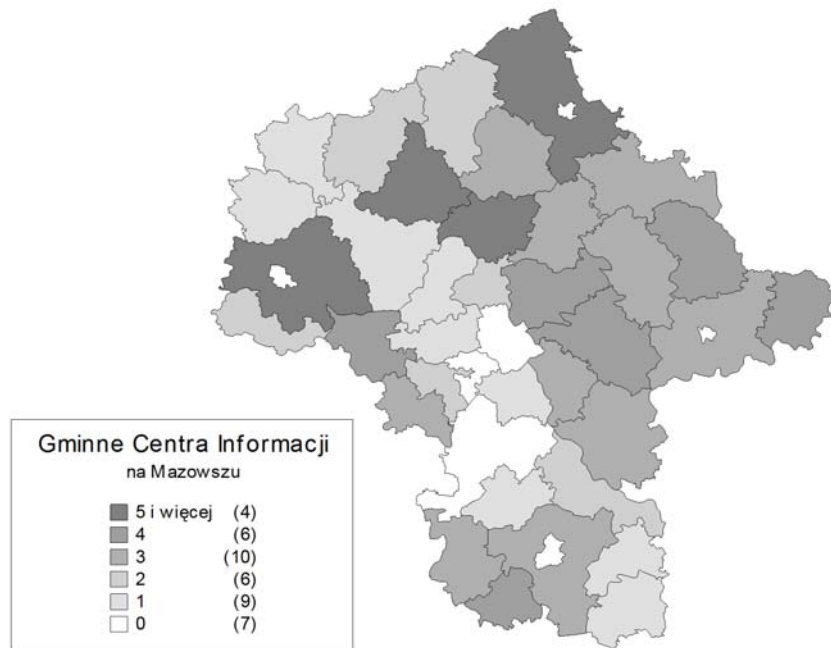 Gminne Centra Informacji
na Mazowszu
5 i więcej (4)
4 (6)
3 (10)
2 (6)
1 (9)
0 (7)